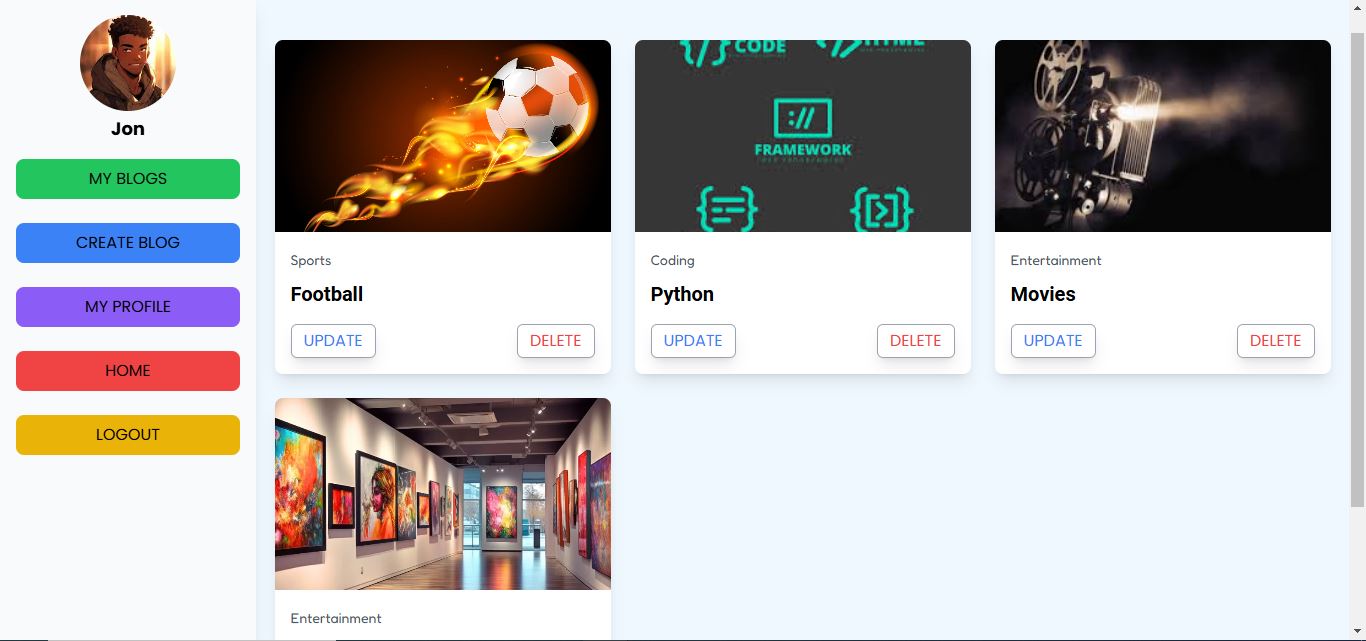 Jon
MY BLOGS
CREATE BLOG
MY PROFILE
HOME
LOGOUT
CODE
HTML
FRAMEWORK
Sports
Football
UPDATE
DELETE
Coding
Python
UPDATE
DELETE
Entertainment
Movies
UPDATE
DELETE
Entertainment